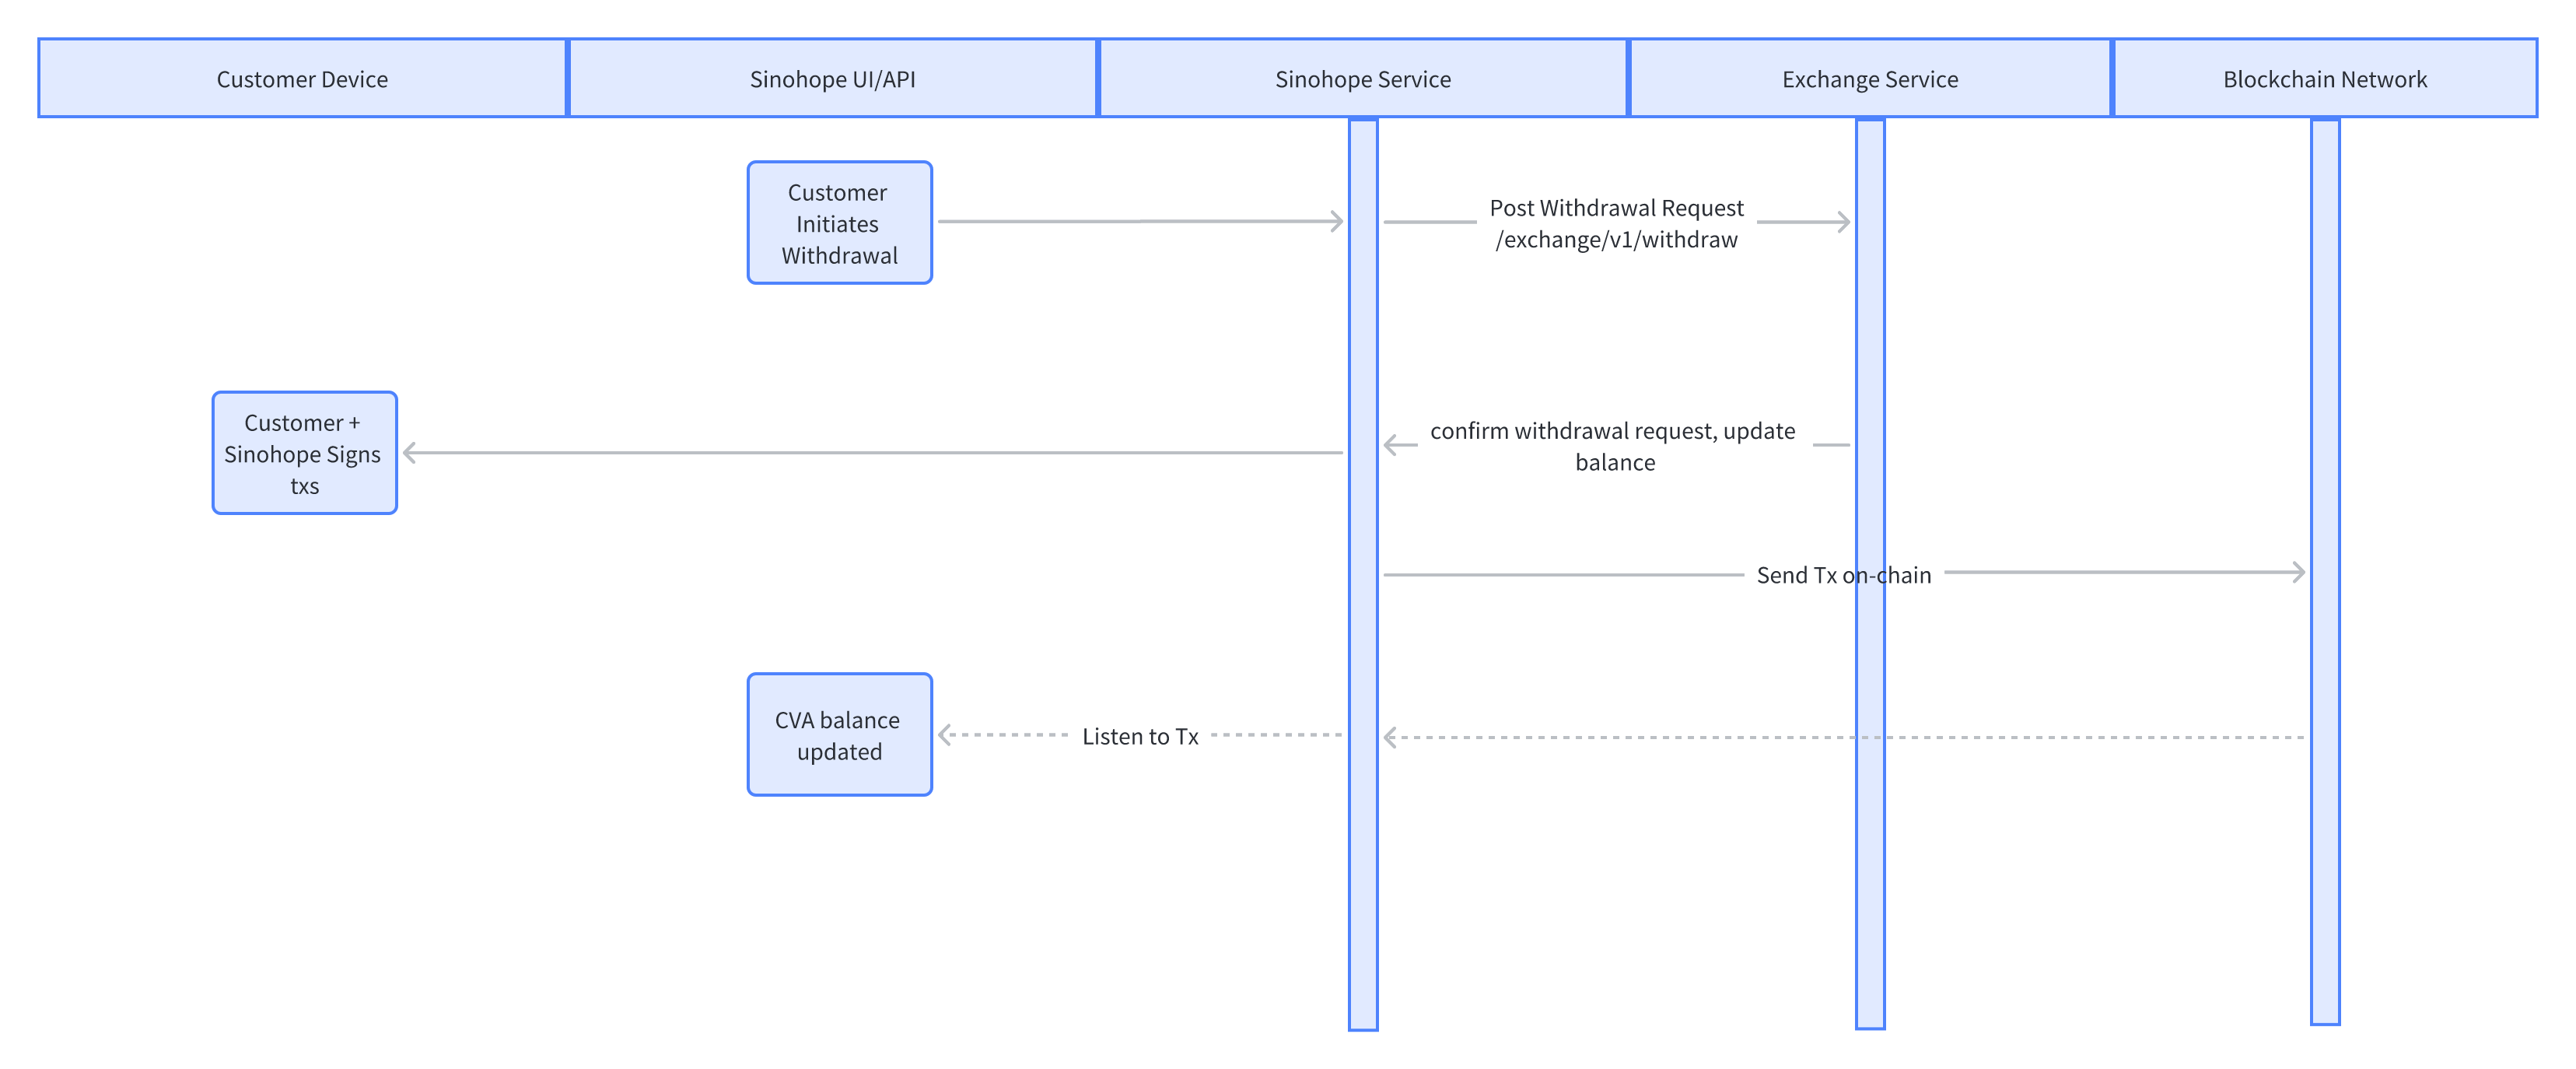 Customer Device
Sinohope UI/API
Sinohope Service
Exchange Service
Blockchain Network
Customer
Initiates
Withdrawal
Post Withdrawal Request
/exchange/v1/withdraw
Customer +
Sinohope Signs
txs
confirm withdrawal request, update
balance
Send Tx on-chain
CVA balance
updated
Listen to Tx